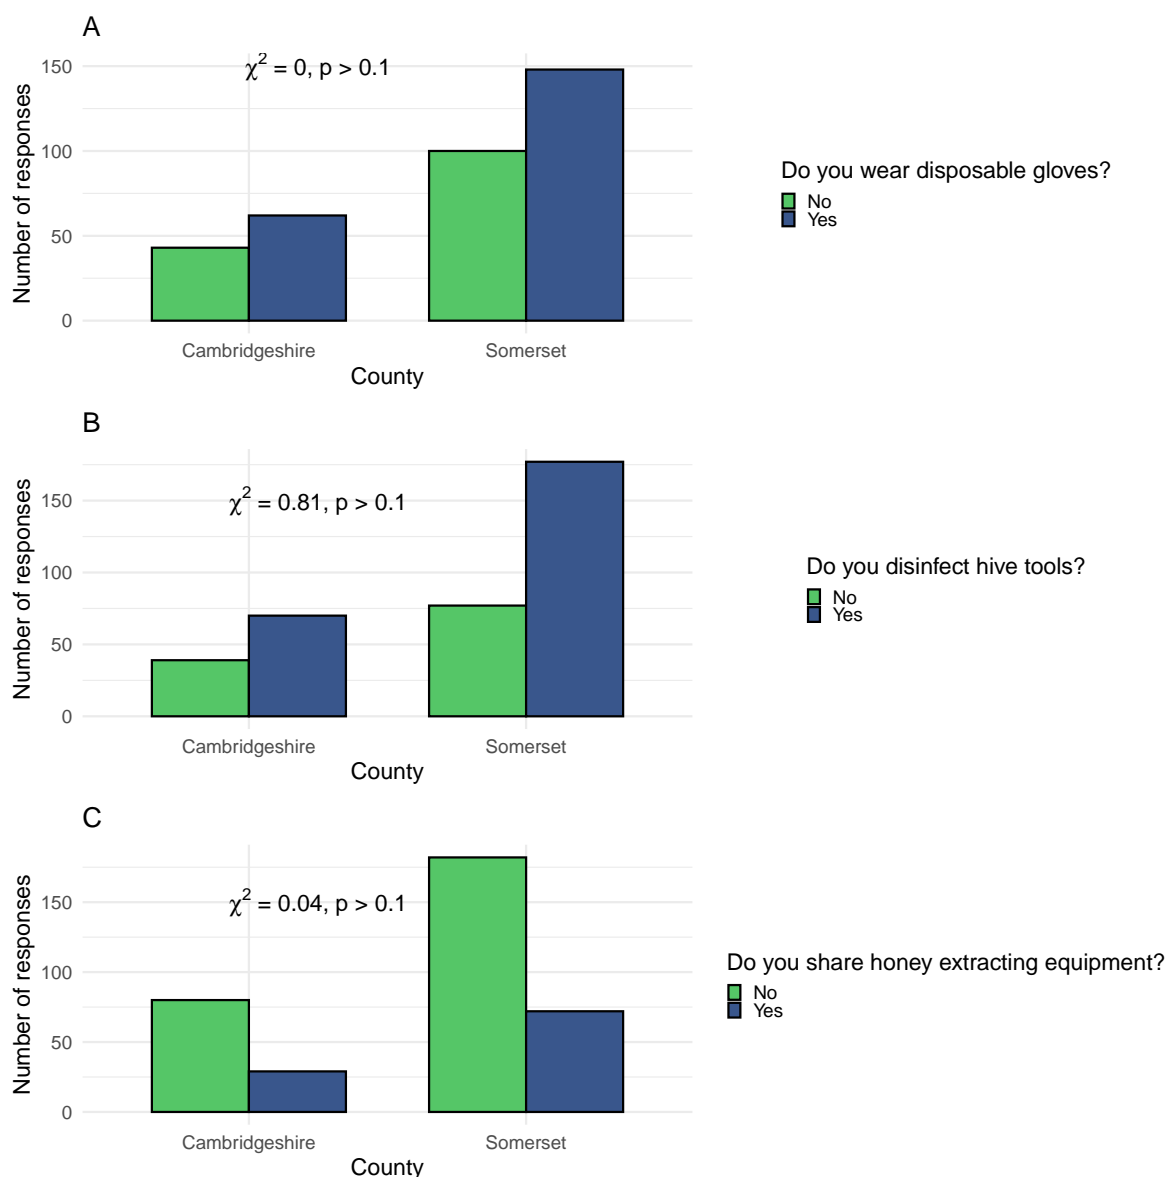 A
χ2 = 0, p > 0.1
150
100
50
0
Number of responses
Cambridgeshire Somerset
County
Do you wear disposable gloves?
No
Yes
B
χ2 = 0.81, p > 0.1
150
100
50
0
Number of responses
Cambridgeshire Somerset
County
Do you disinfect hive tools?
No
Yes
C
χ2 = 0.04, p > 0.1
150
100
50
0
Number of responses
Cambridgeshire Somerset
County
Do you share honey extracting equipment?
No
Yes